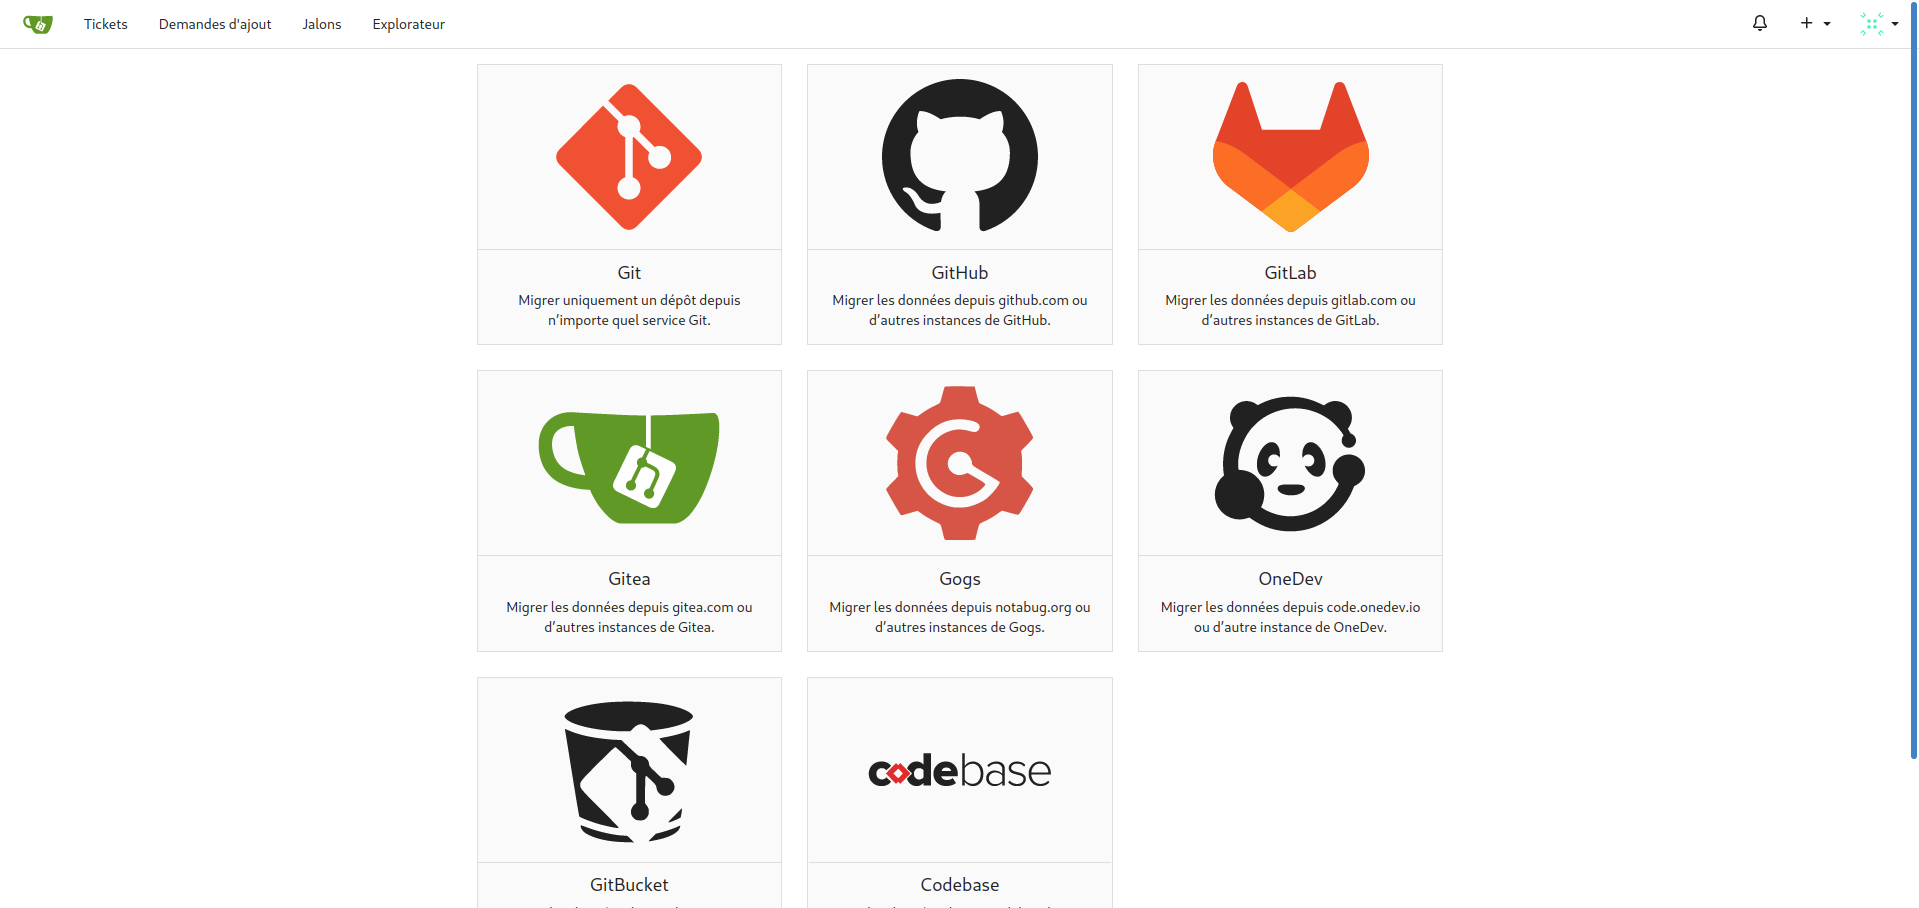 Tickets Demandes d'ajout Jalons Explorateur
Git
Migrer uniquement un dépôt depuis
n’importe quel service Git.
GitHub
Migrer les données depuis github.com ou
d’autres instances de GitHub.
GitLab
Migrer les données depuis gitlab.com ou
d’autres instances de GitLab.
Gitea
Migrer les données depuis gitea.com ou
d’autres instances de Gitea.
Gogs
Migrer les données depuis notabug.org ou
d’autres instances de Gogs.
OneDev
Migrer les données depuis code.onedev.io
ou d’autre instance de OneDev.
GitBucket
codebase
Codebase